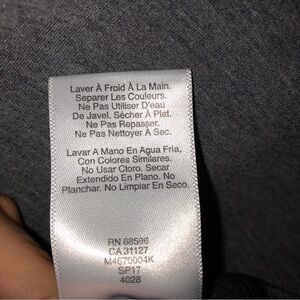 Laver À Froid À La Main.
Separer Les Couleurs.
Ne Pas Utiliser D'eau
De Javel. Sécher À Plat.
Ne Pas Repasser.
Ne Pas Nettoyer À Sec.
Lavar A Mano En Agua Fria,
Con Colores Similares.
No Usar Cloro. Secar
Extendido En Plano. No
Planchar. No Limpiar En Seco.
RN 68596
CA 31127
M4670004K
SP17
4028